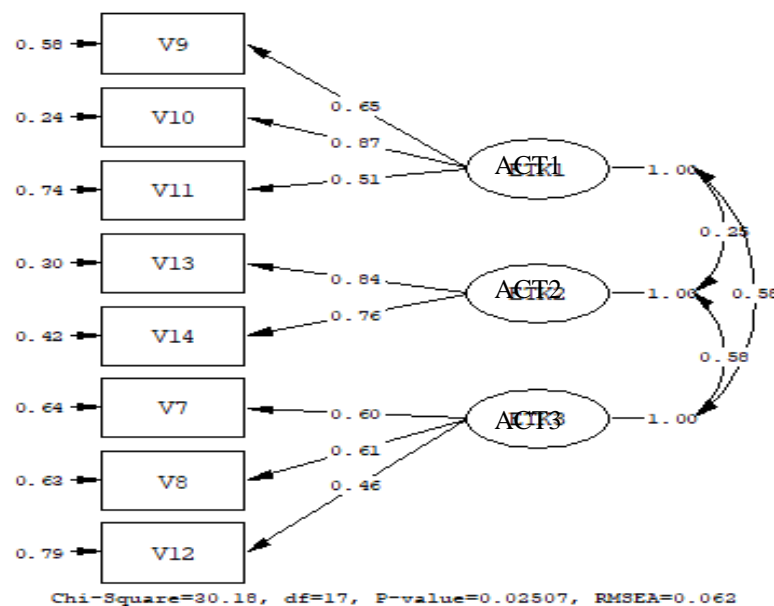 0.58 V9
0.65
0.24 V10
0.87
ACT1 1.00
0.74 V11
0.51
0.25
0.30 V13
0.84
ACT2 1.00 0.58
0.76
0.42 V14
0.58
0.64 V7
0.60
ACT3 1.00
0.61
0.63 V8
0.46
0.79 V12
Chi-Square=30.18, df=17, P-value=0.02507, RMSEA=0.062